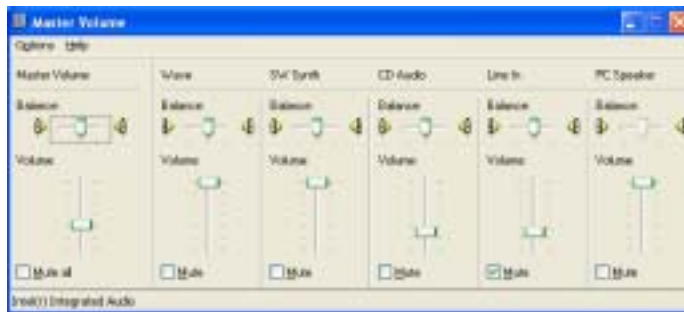 Master Volume
Options Help
Master Volume Wave SW Synth CD Audio Line In PC Speaker
Balance Balance Balance Balance Balance Balance
Volume Volume Volume Volume Volume Volume
Mute all Mute Mute Mute Mute Mute
Intel(r) Integrated Audio